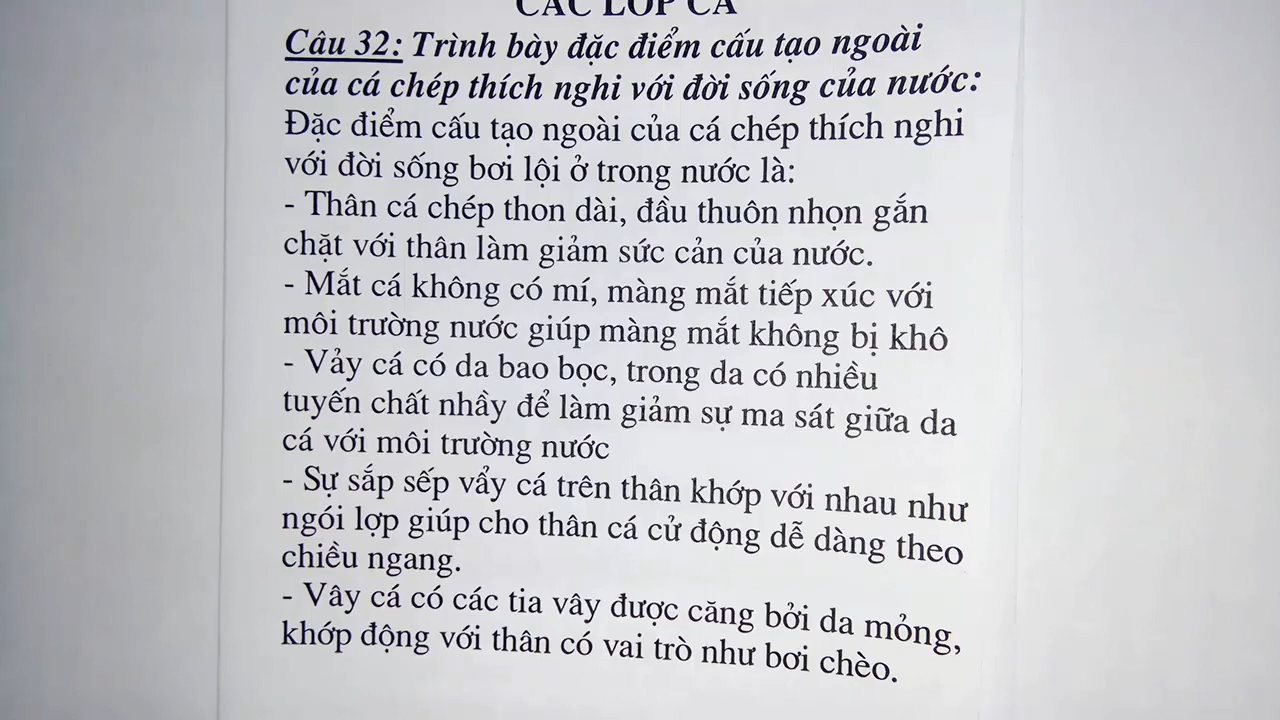 CÁC LỚP CÁ
Câu 32: Trình bày đặc điểm cấu tạo ngoài
của cá chép thích nghi với đời sống của nước:
Đặc điểm cấu tạo ngoài của cá chép thích nghi
với đời sống bơi lội ở trong nước là:
- Thân cá chép thon dài, đầu thuôn nhọn gắn
chặt với thân làm giảm sức cản của nước.
- Mắt cá không có mí, màng mắt tiếp xúc với
môi trường nước giúp màng mắt không bị khô
- Vảy cá có da bao bọc, trong da có nhiều
tuyến chất nhầy để làm giảm sự ma sát giữa da
cá với môi trường nước
- Sự sắp sếp vẩy cá trên thân khớp với nhau như
ngói lợp giúp cho thân cá cử động dễ dàng theo
chiều ngang.
- Vây cá có các tia vây được căng bởi da mỏng,
khớp động với thân có vai trò như bơi chèo.